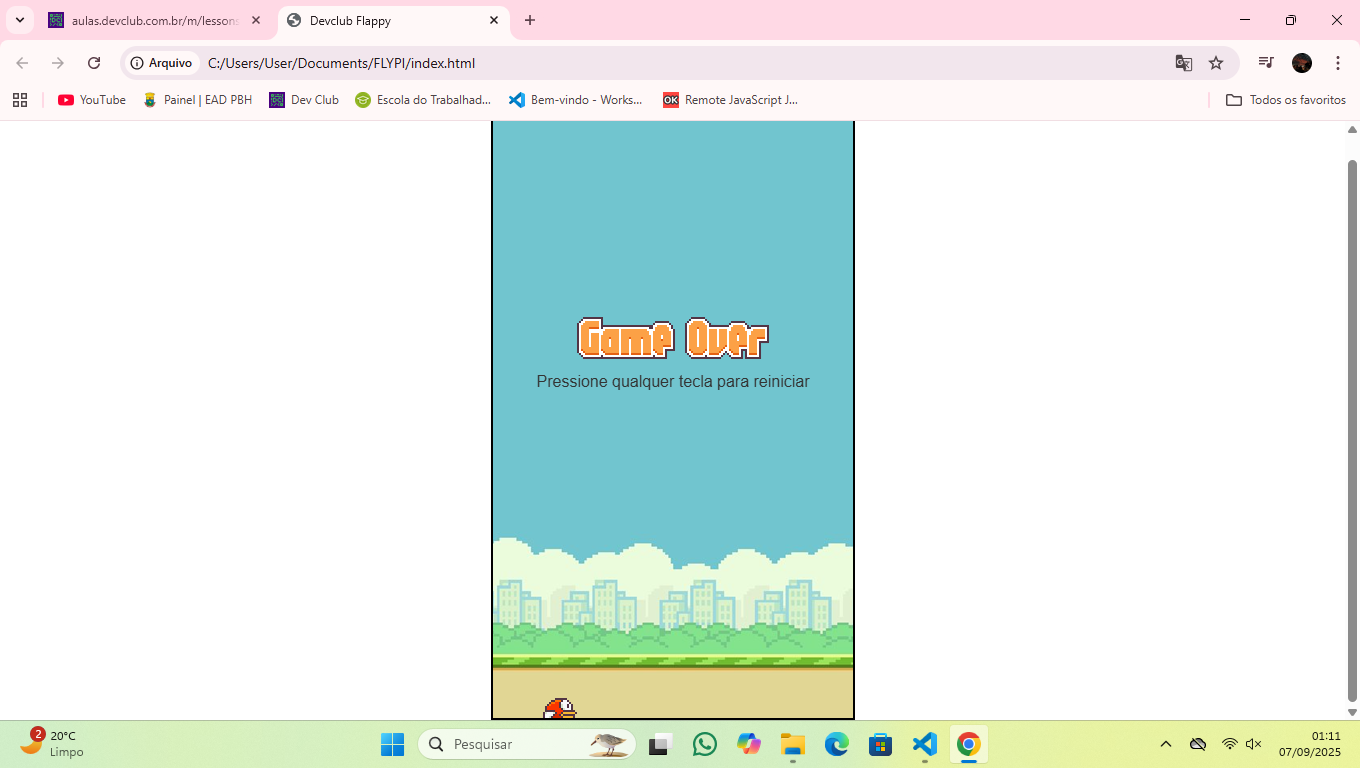 aulas.devclub.com.br/m/lessons
Devclub Flappy
Arquivo
C:/Users/User/Documents/FLYPI/index.html
YouTube
Painel | EAD PBH
Dev Club
Escola do Trabalhad...
Bem-vindo - Works...
OK
Remote JavaScript J...
Todos os favoritos
Game Over
Pressione qualquer tecla para reiniciar
2
20°C
Limpo
Pesquisar
01:11
07/09/2025